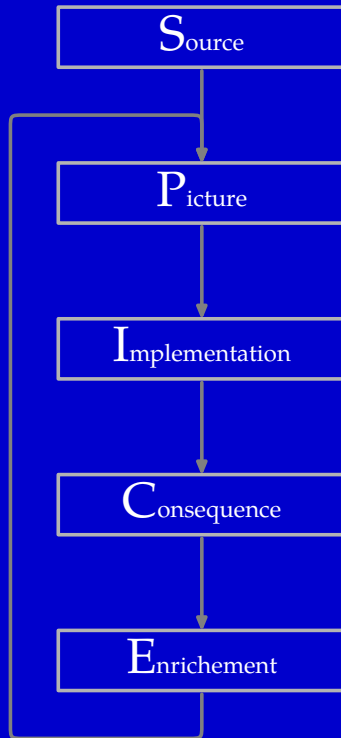 Source
Picture
Implementation
Consequence
Enrichement